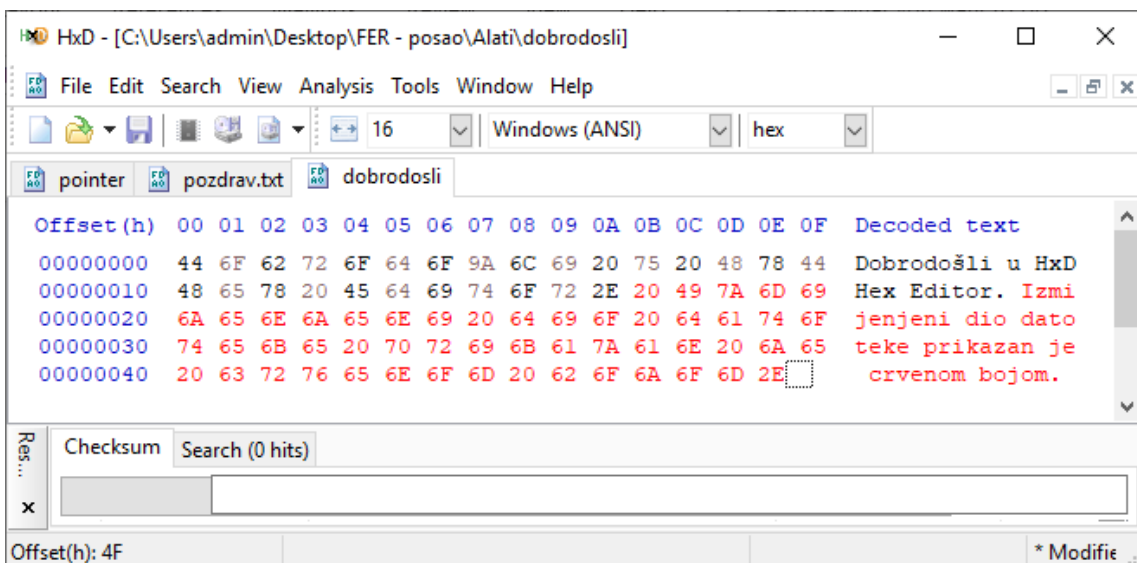 HxD - [C:\Users\admin\Desktop\FER - posao\Alati\dobrodosli]
File Edit Search View Analysis Tools Window Help
16 Windows (ANSI) hex
pointer pozdrav.txt dobrodosli
Offset(h) 00 01 02 03 04 05 06 07 08 09 0A 0B 0C 0D 0E 0F Decoded text
00000000 44 6F 62 72 6F 64 6F 9A 6C 69 20 75 20 48 78 44 Dobrodošli u HxD
00000010 48 65 78 20 45 64 69 74 6F 72 2E 20 49 7A 6D 69 Hex Editor. Izmi
00000020 6A 65 6E 6A 65 6E 69 20 64 69 6F 20 64 61 74 6F jenjeni dio dato
00000030 74 65 6B 65 20 70 72 69 6B 61 7A 61 6E 20 6A 65 teke prikazan je
00000040 20 63 72 76 65 6E 6F 6D 20 62 6F 6A 6F 6D 2E crvenom bojom.
Res...
Checksum Search (0 hits)
Offset(h): 4F * Modifie